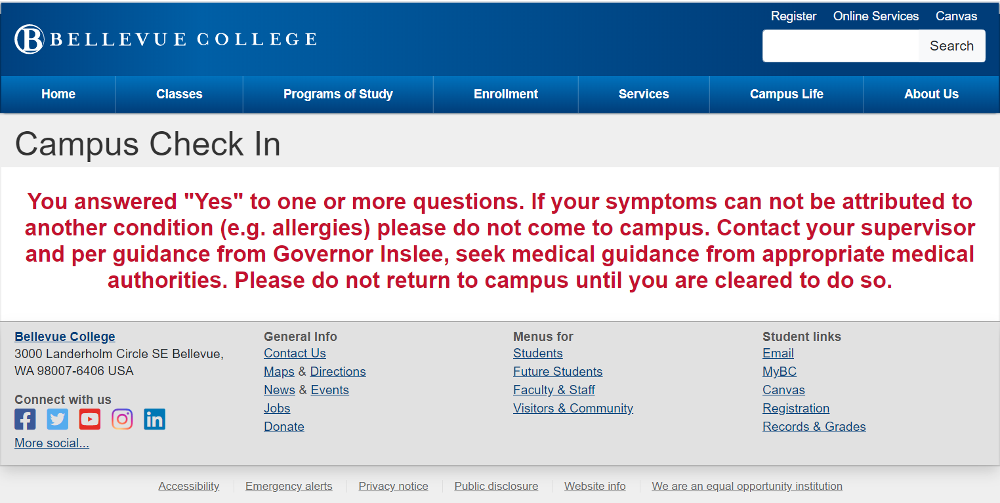 Register Online Services Canvas
BELLEVUE COLLEGE
Search
Home Classes Programs of Study Enrollment Services Campus Life About Us
Campus Check In
You answered "Yes" to one or more questions. If your symptoms can not be attributed to
another condition (e.g. allergies) please do not come to campus. Contact your supervisor
and per guidance from Governor Inslee, seek medical guidance from appropriate medical
authorities. Please do not return to campus until you are cleared to do so.
Bellevue College
3000 Landerholm Circle SE Bellevue,
WA 98007-6406 USA
Connect with us
More social...
General Info
Contact Us
Maps & Directions
News & Events
Jobs
Donate
Menus for
Students
Future Students
Faculty & Staff
Visitors & Community
Student links
Email
MyBC
Canvas
Registration
Records & Grades
Accessibility Emergency alerts Privacy notice Public disclosure Website info We are an equal opportunity institution